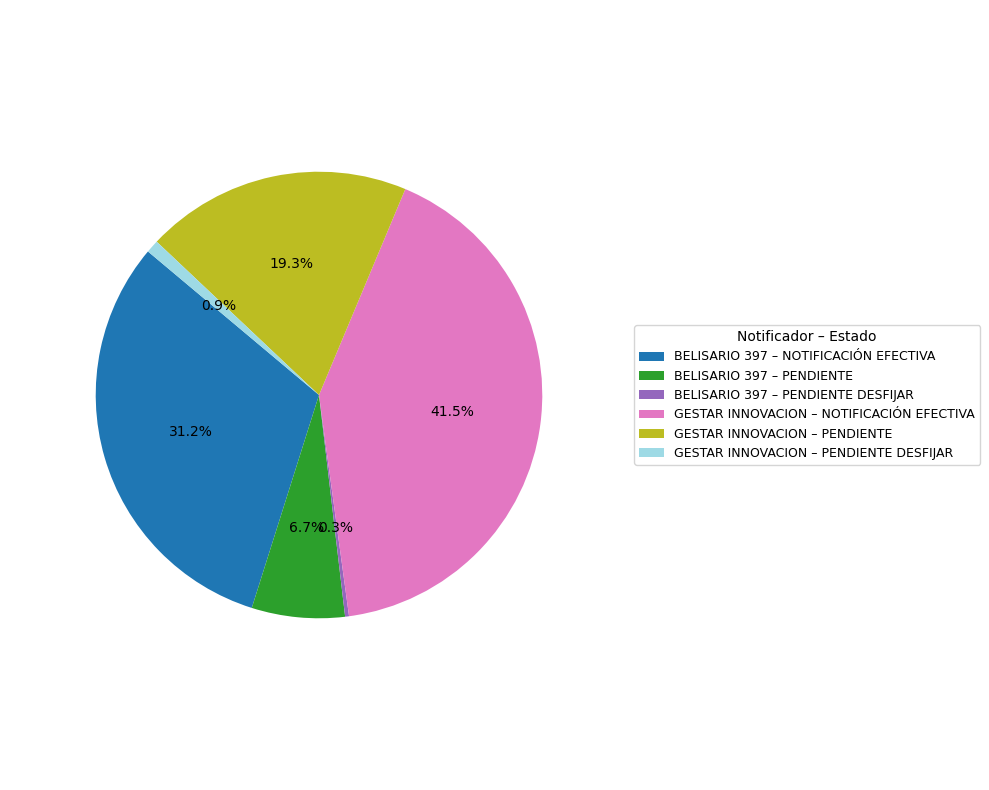 19.3%
0.9%
41.5%
31.2%
6.7%
0.3%
Notificador – Estado
BELISARIO 397 – NOTIFICACIÓN EFECTIVA
BELISARIO 397 – PENDIENTE
BELISARIO 397 – PENDIENTE DESFIJAR
GESTAR INNOVACION – NOTIFICACIÓN EFECTIVA
GESTAR INNOVACION – PENDIENTE
GESTAR INNOVACION – PENDIENTE DESFIJAR